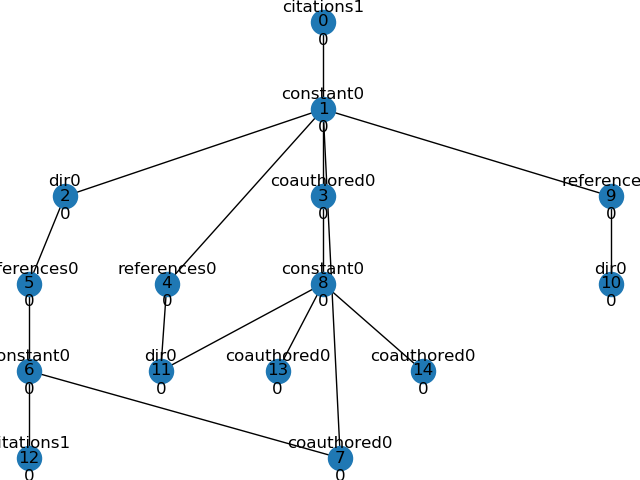 citations1
0
0
constant0
1
0
dir0
2
0
coauthored0
3
0
reference
9
0
ferences0
5
0
references0
4
0
constant0
8
0
dir0
10
0
onstant0
6
0
dir0
11
0
coauthored0
13
0
coauthored0
14
0
itations1
12
0
coauthored0
7
0